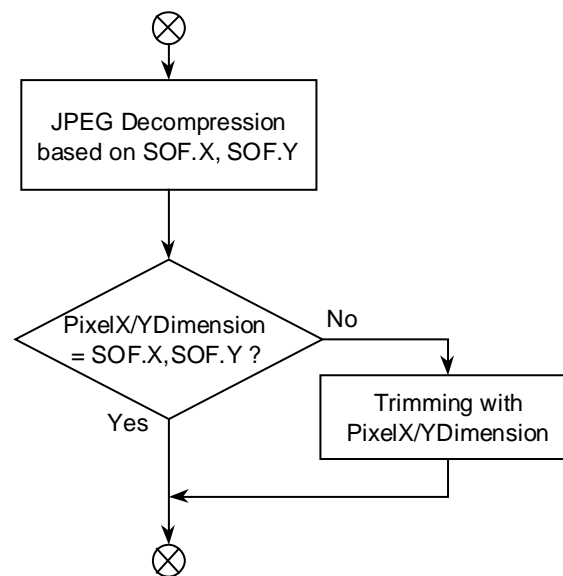 JPEG Decompression
based on SOF.X, SOF.Y
PixelX/YDimension
= SOF.X,SOF.Y ?
No
Trimming with
PixelX/YDimension
Yes